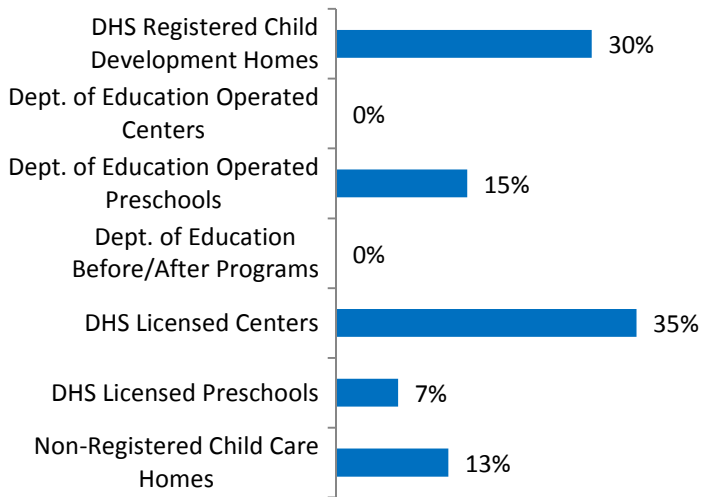 DHS Registered Child
Development Homes
30%
Dept. of Education Operated
Centers
0%
Dept. of Education Operated
Preschools
15%
Dept. of Education
Before/After Programs
0%
DHS Licensed Centers
35%
DHS Licensed Preschools
7%
Non-Registered Child Care
Homes
13%